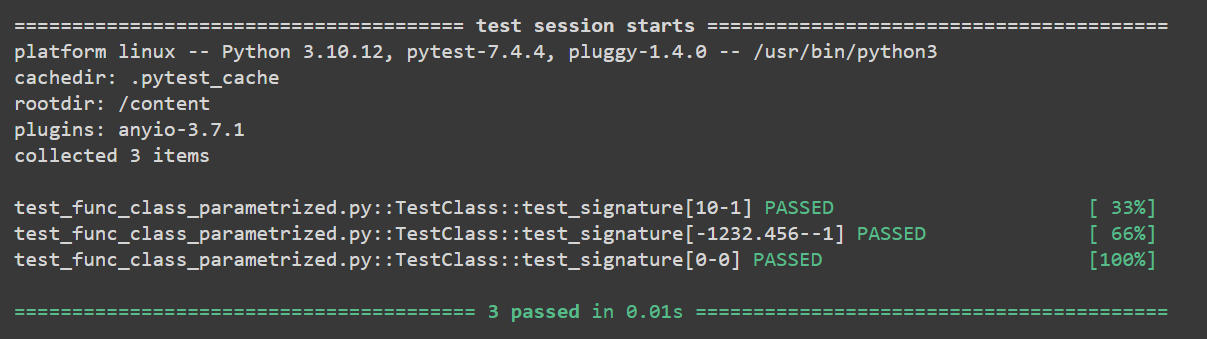 ======================================= test session starts ========================================
platform linux -- Python 3.10.12, pytest-7.4.4, pluggy-1.4.0 -- /usr/bin/python3
cachedir: .pytest_cache
rootdir: /content
plugins: anyio-3.7.1
collected 3 items
test_func_class_parametrized.py::TestClass::test_signature[10-1] PASSED                      [ 33%]
test_func_class_parametrized.py::TestClass::test_signature[-1232.456--1] PASSED              [ 66%]
test_func_class_parametrized.py::TestClass::test_signature[0-0] PASSED                       [100%]
======================================== 3 passed in 0.01s =========================================